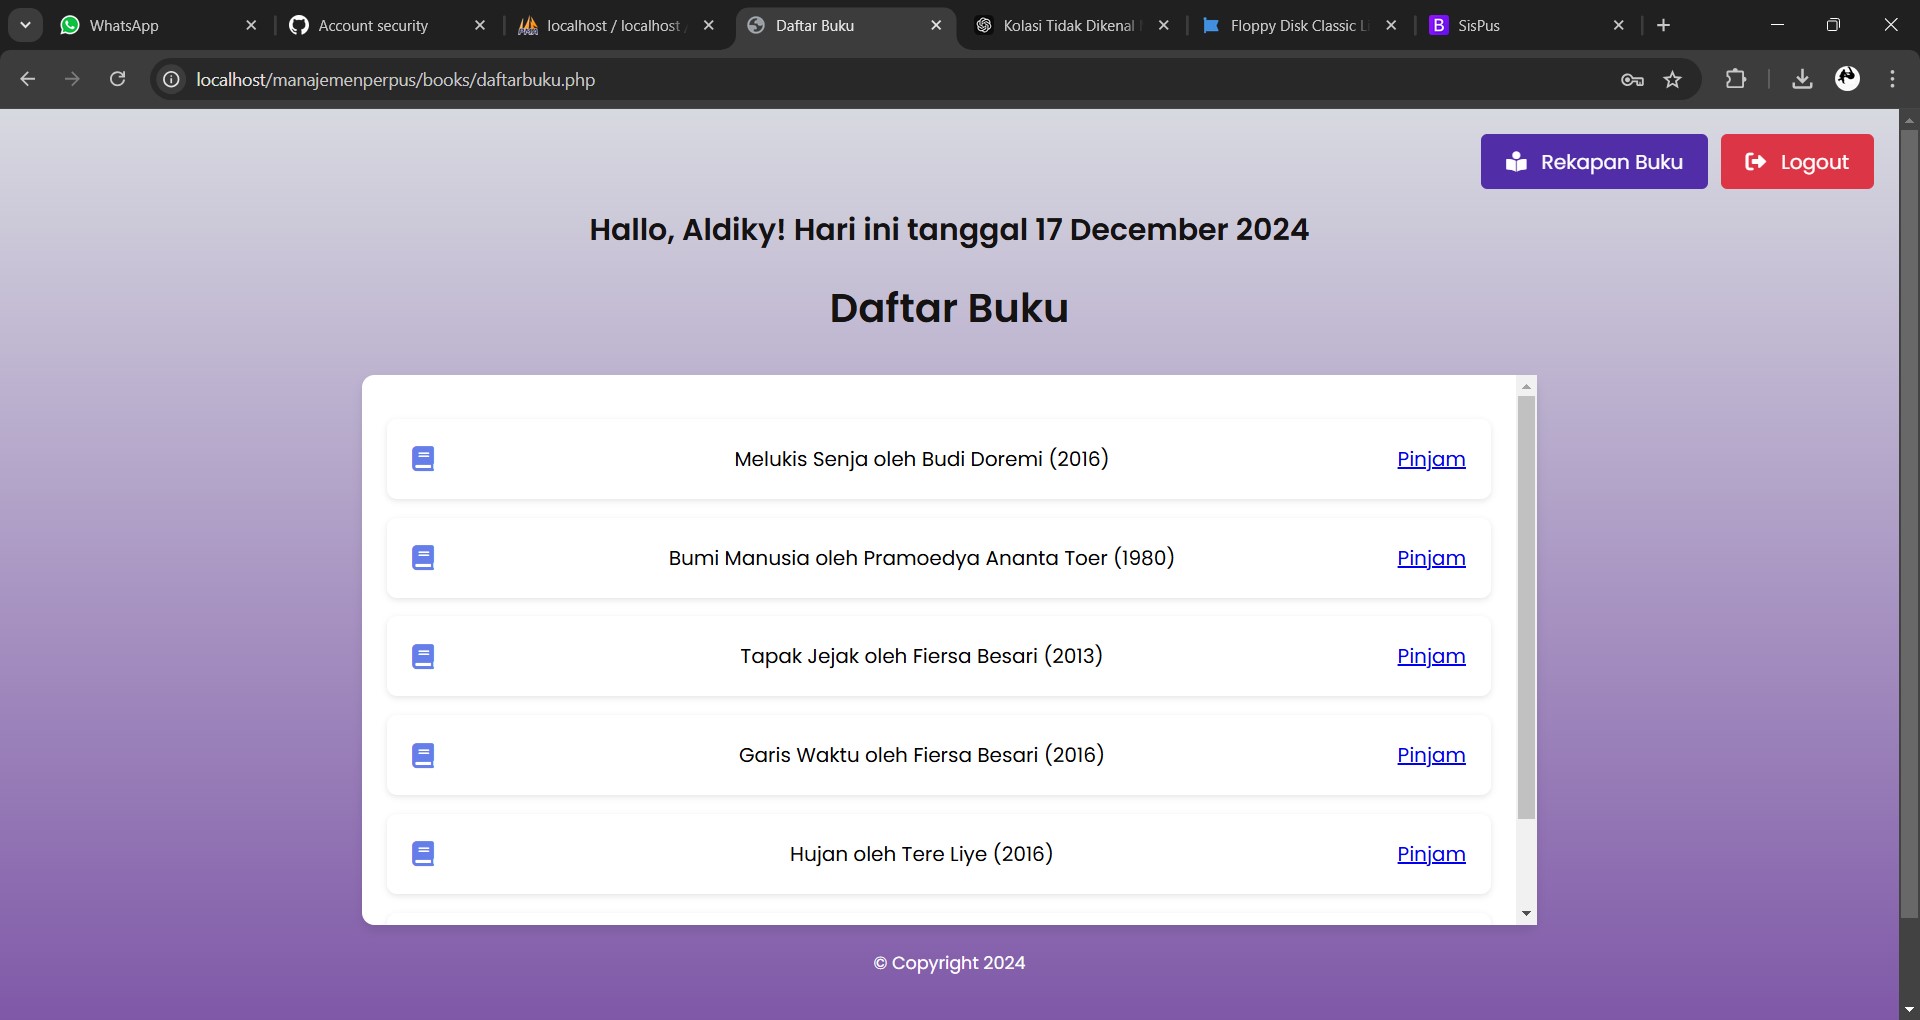 WhatsApp
Account security
localhost / localhost /
Daftar Buku
Kolasi Tidak Dikenal
Floppy Disk Classic Li
B SisPus
localhost/manajemenperpus/books/daftarbuku.php
Rekapan Buku
Logout
Hallo, Aldiky! Hari ini tanggal 17 December 2024
Daftar Buku
Melukis Senja oleh Budi Doremi (2016) Pinjam
Bumi Manusia oleh Pramoedya Ananta Toer (1980) Pinjam
Tapak Jejak oleh Fiersa Besari (2013) Pinjam
Garis Waktu oleh Fiersa Besari (2016) Pinjam
Hujan oleh Tere Liye (2016) Pinjam
© Copyright 2024